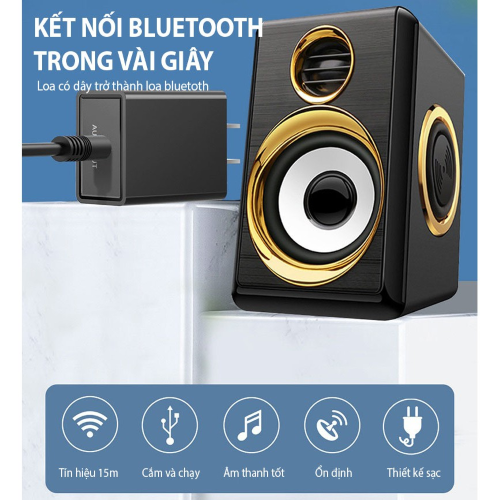 KẾT NỐI BLUETOOTH
TRONG VÀI GIÂY
Loa có dây trở thành loa bluetoth
Tín hiệu 15m
Cắm và chạy
Âm thanh tốt
Ổn định
Thiết kế sạc